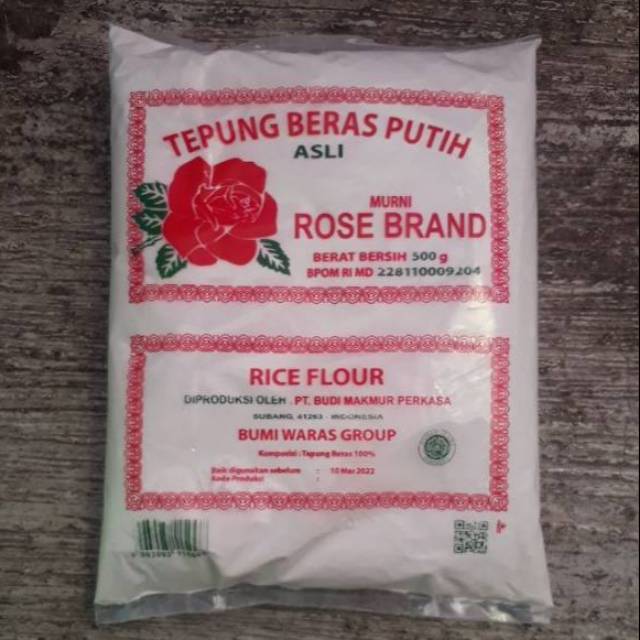 TEPUNG BERAS PUTIH
ASLI
MURNI
ROSE BRAND
BERAT BERSIH 500 g
BPOM RI MD 228110009204
RICE FLOUR
DIPRODUKSI OLEH : PT. BUDI MAKMUR PERKASA
SUBANG, 41263 - INDONESIA
BUMI WARAS GROUP
Komposisi : Tepung Beras 100%
Baik digunakan sebelum : 10 Mar 2022
Kode Produksi :